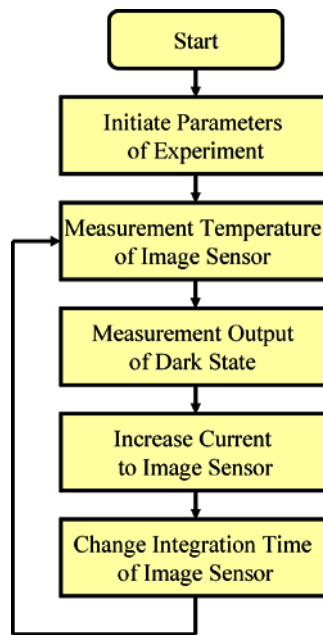 Start
Initiate Parameters
of Experiment
Measurement Temperature
of Image Sensor
Measurement Output
of Dark State
Increase Current
to Image Sensor
Change Integration Time
of Image Sensor